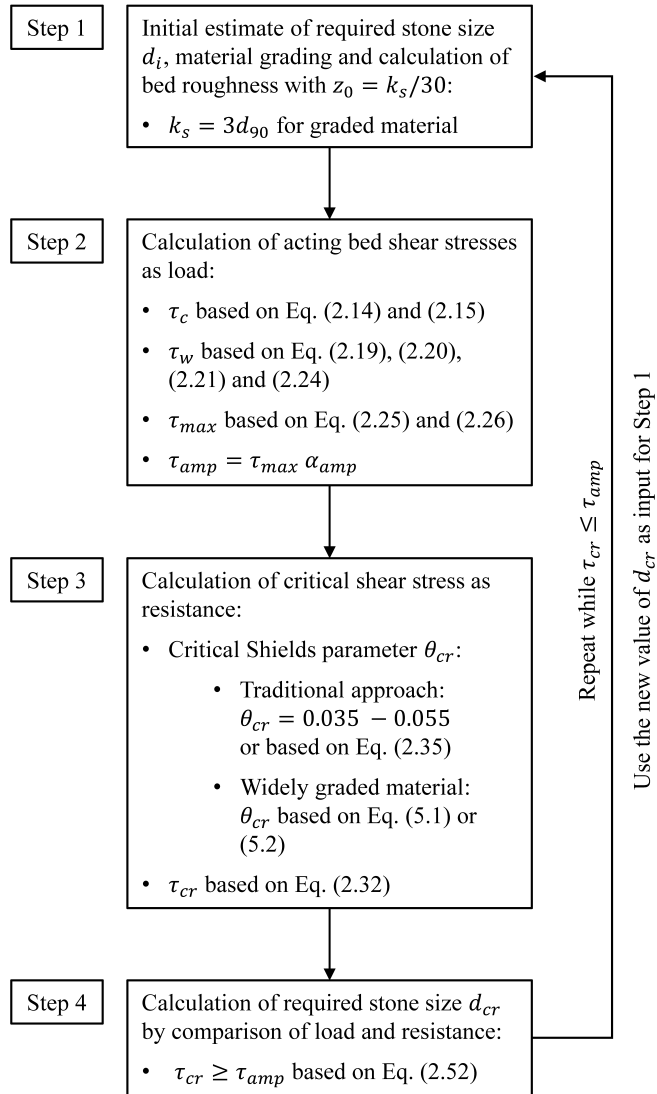 Step 1
Initial estimate of required stone size
d_i, material grading and calculation of
bed roughness with z_0 = k_s/30:
• k_s = 3d_90 for graded material
Step 2
Calculation of acting bed shear stresses
as load:
• τ_c based on Eq. (2.14) and (2.15)
• τ_w based on Eq. (2.19), (2.20),
(2.21) and (2.24)
• τ_max based on Eq. (2.25) and (2.26)
• τ_amp = τ_max α_amp
Step 3
Calculation of critical shear stress as
resistance:
• Critical Shields parameter θ_cr:
• Traditional approach:
θ_cr = 0.035 − 0.055
or based on Eq. (2.35)
• Widely graded material:
θ_cr based on Eq. (5.1) or
(5.2)
• τ_cr based on Eq. (2.32)
Step 4
Calculation of required stone size d_cr
by comparison of load and resistance:
• τ_cr ≥ τ_amp based on Eq. (2.52)
Repeat while τ_cr ≤ τ_amp
Use the new value of d_cr as input for Step 1